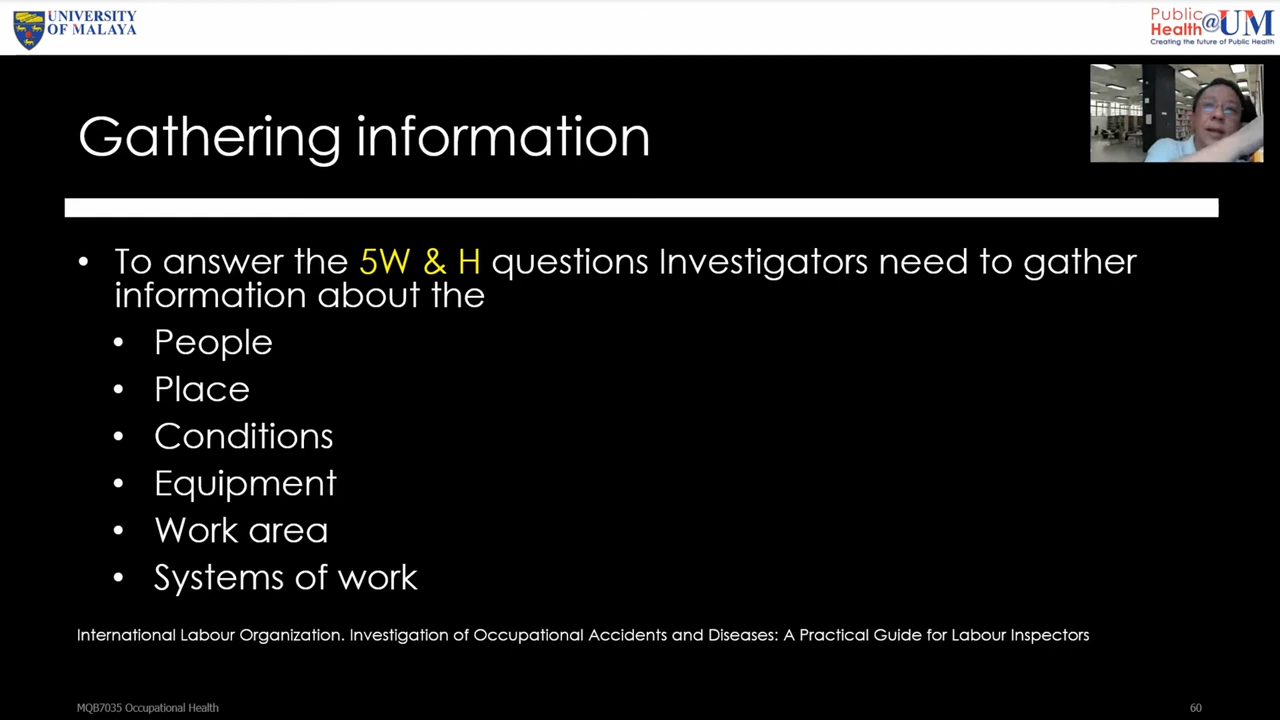 UNIVERSITY
OF MALAYA
Public
Health@UM
Creating the future of Public Health
Gathering information
• To answer the 5W & H questions Investigators need to gather
information about the
• People
• Place
• Conditions
• Equipment
• Work area
• Systems of work
International Labour Organization. Investigation of Occupational Accidents and Diseases: A Practical Guide for Labour Inspectors
MQB7035 Occupational Health
60